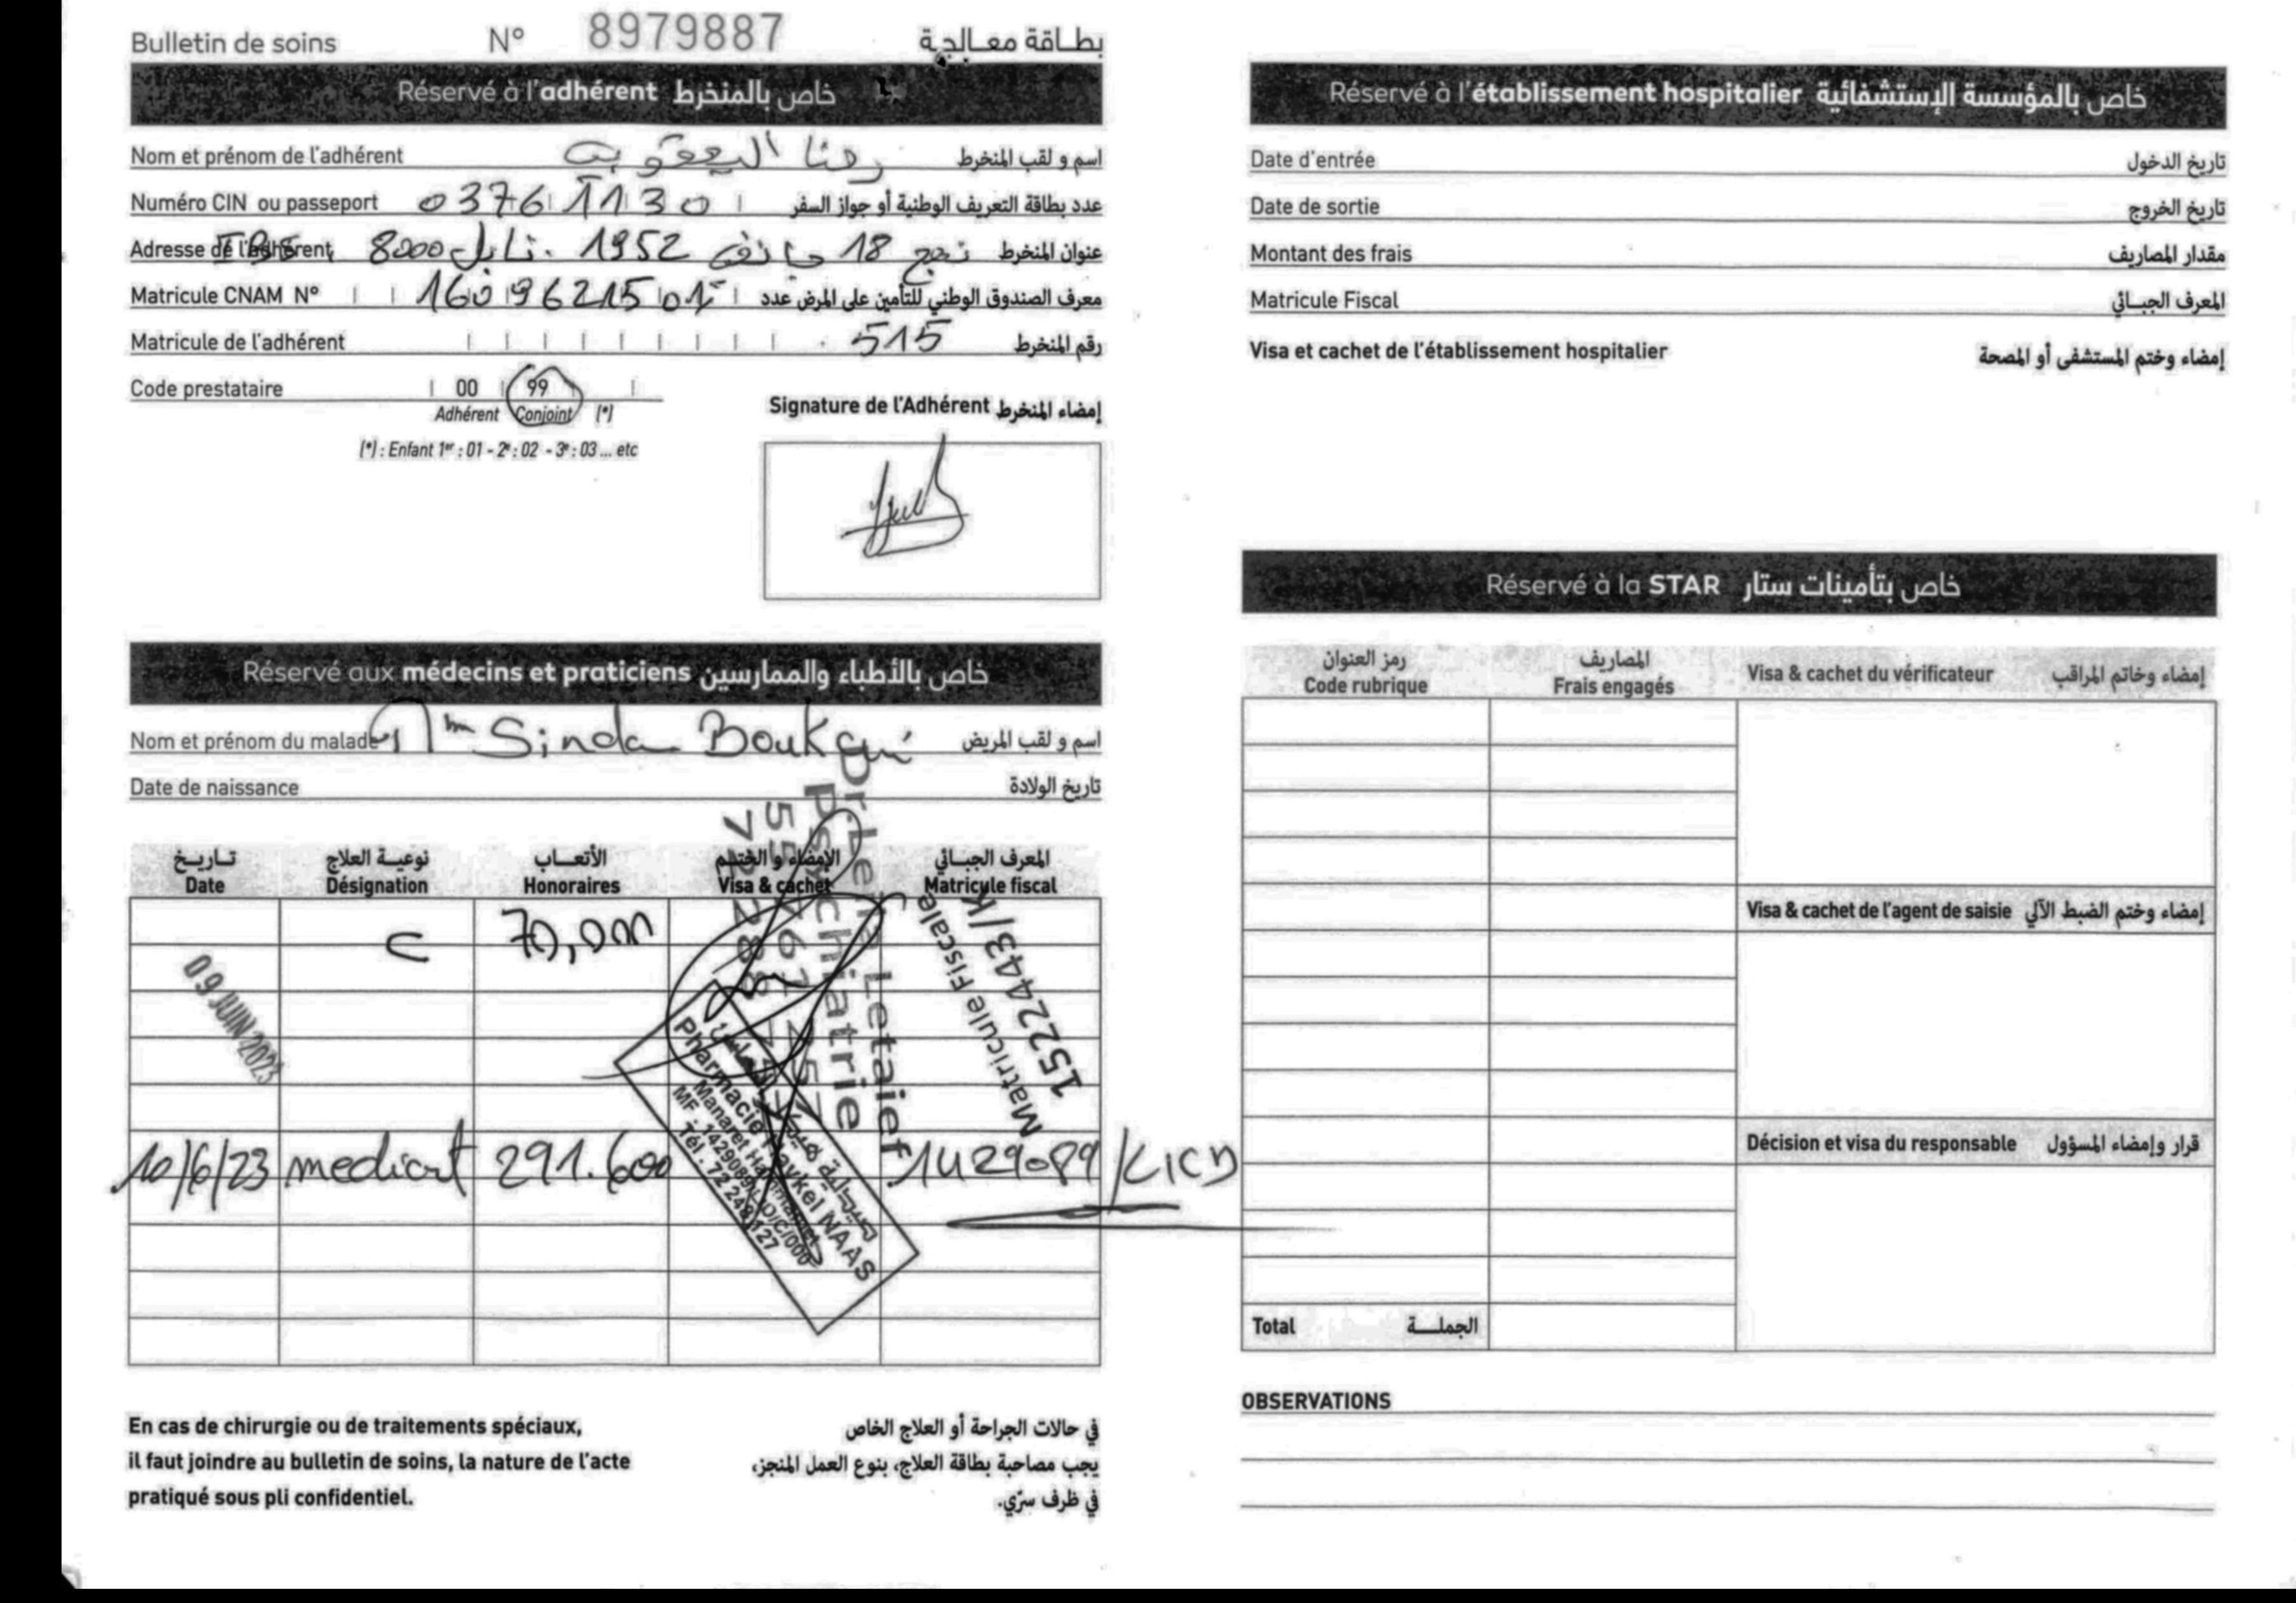 Bulletin de soins N° 8979887 بطاقة معالجة
Réservé à l'adhérent خاص بالمنخرط
Nom et prénom de l'adhérent رضا اليعقوبي اسم و لقب المنخرط
Numéro CIN ou passeport 03761130 عدد بطاقة التعريف الوطنية أو جواز السفر
Adresse de l'adhérent نهج 18 جانفي 1952 . نابل 8000 عنوان المنخرط
Matricule CNAM N° معرف الصندوق الوطني للتأمين على المرض عدد
Matricule de l'adhérent 515 رقم المنخرط
Code prestataire 00 99
Adhérent Conjoint (*)
(*) : Enfant 1er : 01 - 2e : 02 - 3e : 03 ... etc
Signature de l'Adhérent إمضاء المنخرط
Réservé aux médecins et praticiens خاص بالأطباء والممارسين
Nom et prénom du malade Mme Sinda اسم و لقب المريض
Date de naissance تاريخ الولادة
تاريخ نوعية العلاج الأتعاب الإمضاء و الختم المعرف الجبائي
Date Désignation Honoraires Visa & cachet Matricule fiscal
C 70,000
09 JUIN 2023
Letaief
Psychiatrie
Matricule Fiscale
1522443/K
10/6/23 291.600 1429089
Pharmacie Haykel NAAS
Manaret Hammamet
Tél. 72 248 127
En cas de chirurgie ou de traitements spéciaux,
il faut joindre au bulletin de soins, la nature de l'acte
pratiqué sous pli confidentiel.
في حالات الجراحة أو العلاج الخاص
يجب مصاحبة بطاقة العلاج، بنوع العمل المنجز،
في ظرف سرّي.
Réservé à l'établissement hospitalier خاص بالمؤسسة الإستشفائية
Date d'entrée تاريخ الدخول
Date de sortie تاريخ الخروج
Montant des frais مقدار المصاريف
Matricule Fiscal المعرف الجبائي
Visa et cachet de l'établissement hospitalier إمضاء وختم المستشفى أو المصحة
Réservé à la STAR خاص بتأمينات ستار
رمز العنوان المصاريف
Code rubrique Frais engagés Visa & cachet du vérificateur إمضاء وخاتم المراقب
Visa & cachet de l'agent de saisie إمضاء وختم الضبط الآلي
Décision et visa du responsable قرار وإمضاء المسؤول
Total الجملة
OBSERVATIONS